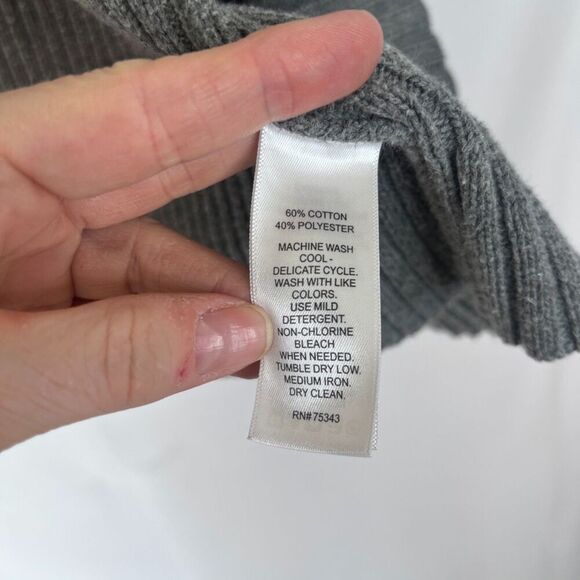 60% COTTON
40% POLYESTER
MACHINE WASH
COOL -
DELICATE CYCLE.
WASH WITH LIKE
COLORS.
USE MILD
DETERGENT.
NON-CHLORINE
BLEACH
WHEN NEEDED.
TUMBLE DRY LOW.
MEDIUM IRON.
DRY CLEAN.
RN#75343